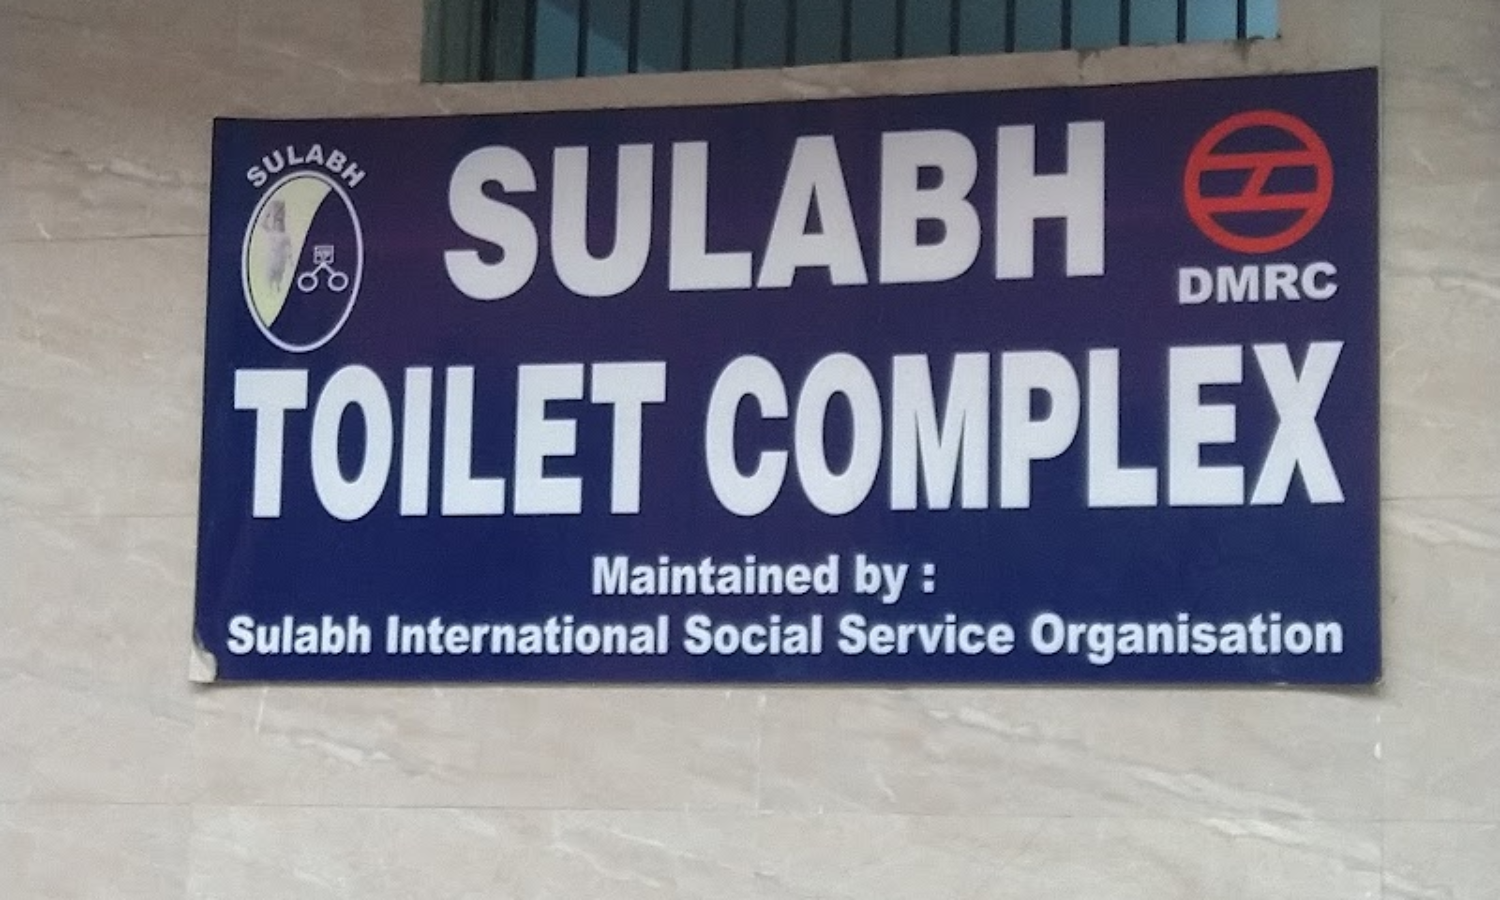 SULABH
SULABH
DMRC
TOILET COMPLEX
Maintained by :
Sulabh International Social Service Organisation